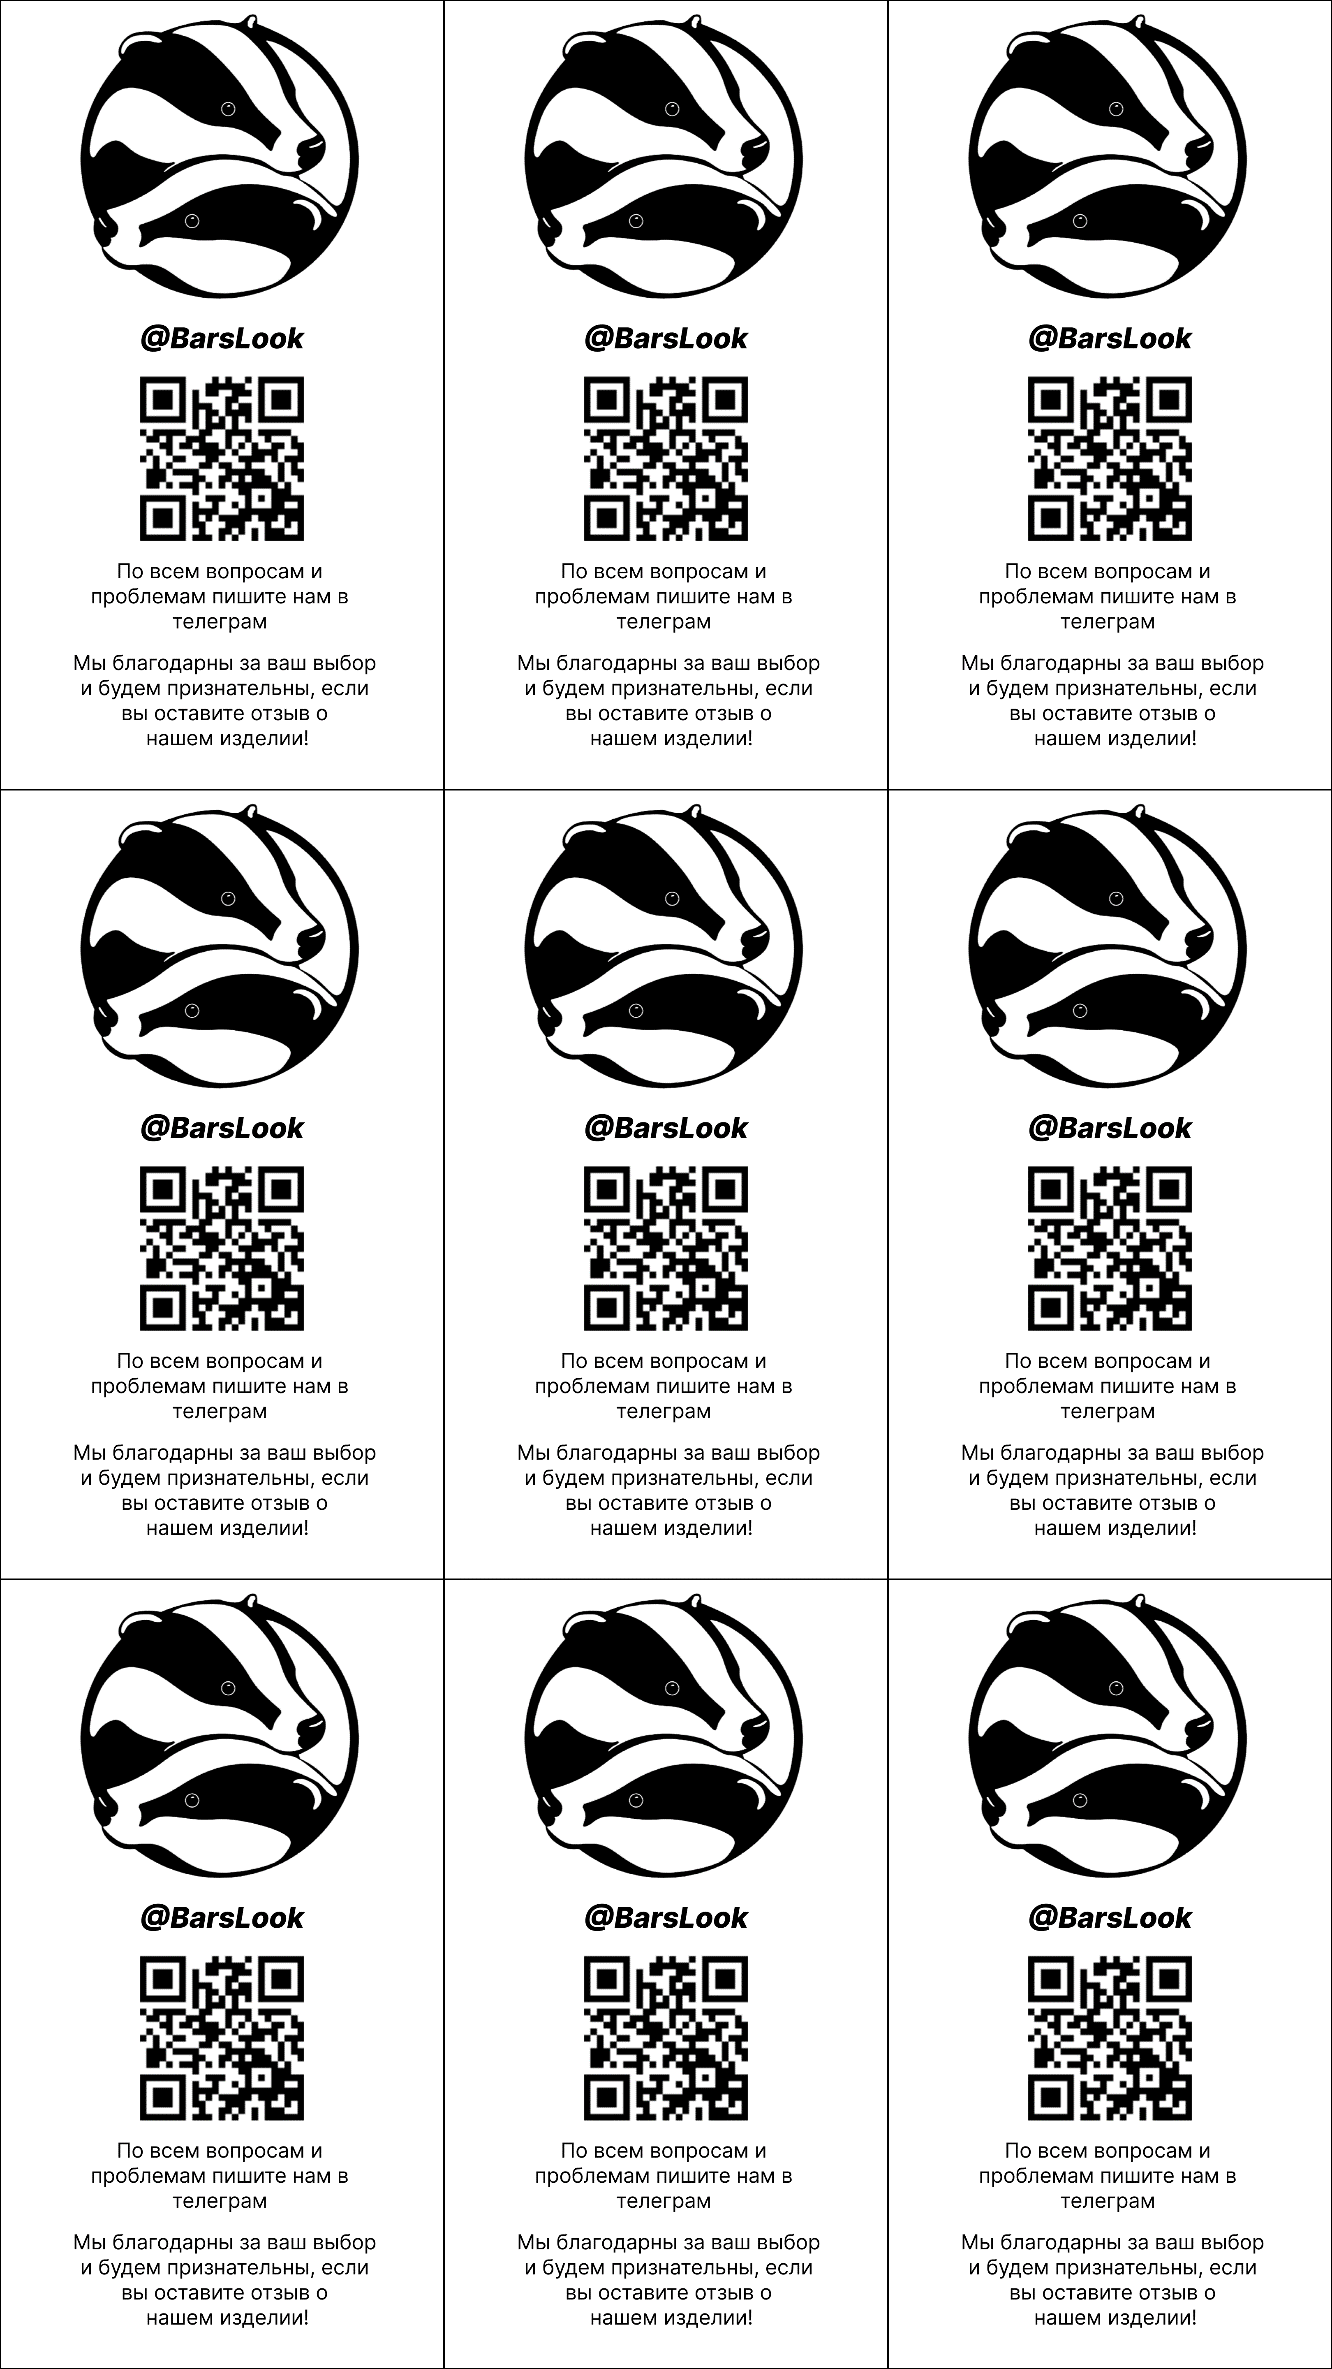 @BarsLook
По всем вопросам и
проблемам пишите нам в
телеграм
Мы благодарны за ваш выбор
и будем признательны, если
вы оставите отзыв о
нашем изделии!
@BarsLook
По всем вопросам и
проблемам пишите нам в
телеграм
Мы благодарны за ваш выбор
и будем признательны, если
вы оставите отзыв о
нашем изделии!
@BarsLook
По всем вопросам и
проблемам пишите нам в
телеграм
Мы благодарны за ваш выбор
и будем признательны, если
вы оставите отзыв о
нашем изделии!
@BarsLook
По всем вопросам и
проблемам пишите нам в
телеграм
Мы благодарны за ваш выбор
и будем признательны, если
вы оставите отзыв о
нашем изделии!
@BarsLook
По всем вопросам и
проблемам пишите нам в
телеграм
Мы благодарны за ваш выбор
и будем признательны, если
вы оставите отзыв о
нашем изделии!
@BarsLook
По всем вопросам и
проблемам пишите нам в
телеграм
Мы благодарны за ваш выбор
и будем признательны, если
вы оставите отзыв о
нашем изделии!
@BarsLook
По всем вопросам и
проблемам пишите нам в
телеграм
Мы благодарны за ваш выбор
и будем признательны, если
вы оставите отзыв о
нашем изделии!
@BarsLook
По всем вопросам и
проблемам пишите нам в
телеграм
Мы благодарны за ваш выбор
и будем признательны, если
вы оставите отзыв о
нашем изделии!
@BarsLook
По всем вопросам и
проблемам пишите нам в
телеграм
Мы благодарны за ваш выбор
и будем признательны, если
вы оставите отзыв о
нашем изделии!